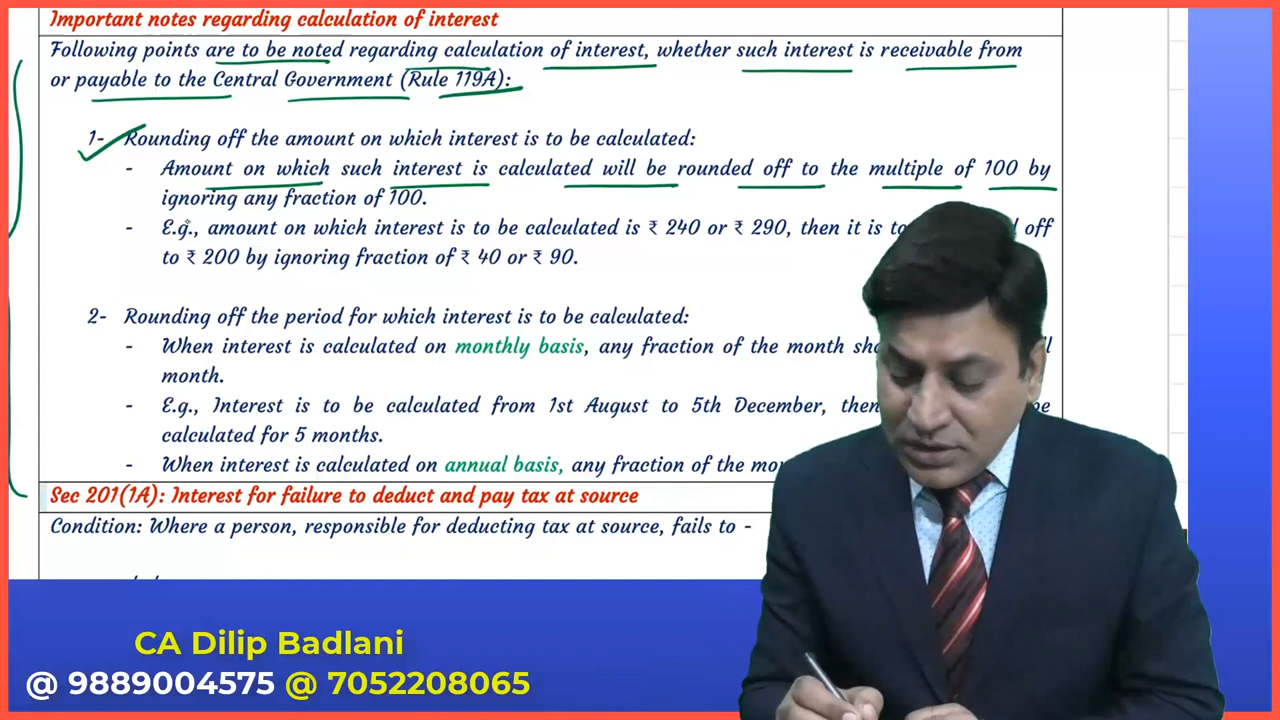 Important notes regarding calculation of interest
Following points are to be noted regarding calculation of interest, whether such interest is receivable from
or payable to the Central Government (Rule 119A):
1- Rounding off the amount on which interest is to be calculated:
- Amount on which such interest is calculated will be rounded off to the multiple of 100 by
ignoring any fraction of 100.
- E.g., amount on which interest is to be calculated is ₹ 240 or ₹ 290, then it is to off
to ₹ 200 by ignoring fraction of ₹ 40 or ₹ 90.
2- Rounding off the period for which interest is to be calculated:
- When interest is calculated on monthly basis, any fraction of the month
month.
- E.g., Interest is to be calculated from 1st August to 5th December, then
calculated for 5 months.
- When interest is calculated on annual basis, any fraction of the
Sec 201(1A): Interest for failure to deduct and pay tax at source
Condition: Where a person, responsible for deducting tax at source, fails to -
CA Dilip Badlani
@ 9889004575 @ 7052208065